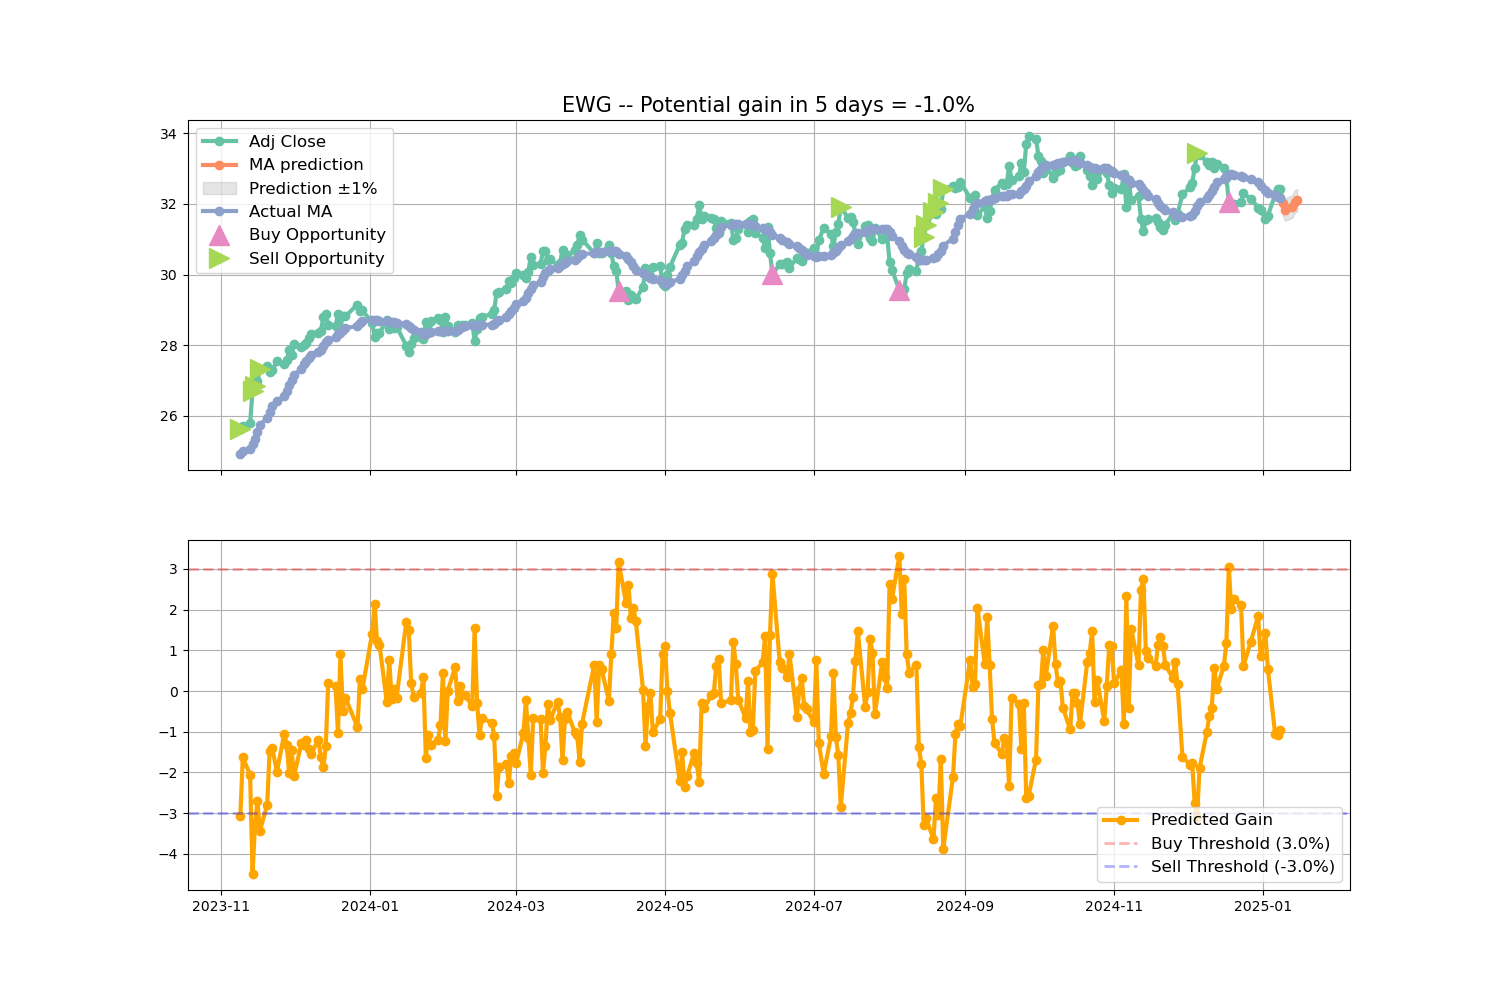 EWG -- Potential gain in 5 days = -1.0%
34
32
30
28
26
Adj Close
MA prediction
Prediction ±1%
Actual MA
Buy Opportunity
Sell Opportunity
3
2
1
0
−1
−2
−3
−4
Predicted Gain
Buy Threshold (3.0%)
Sell Threshold (-3.0%)
2023-11
2024-01
2024-03
2024-05
2024-07
2024-09
2024-11
2025-01